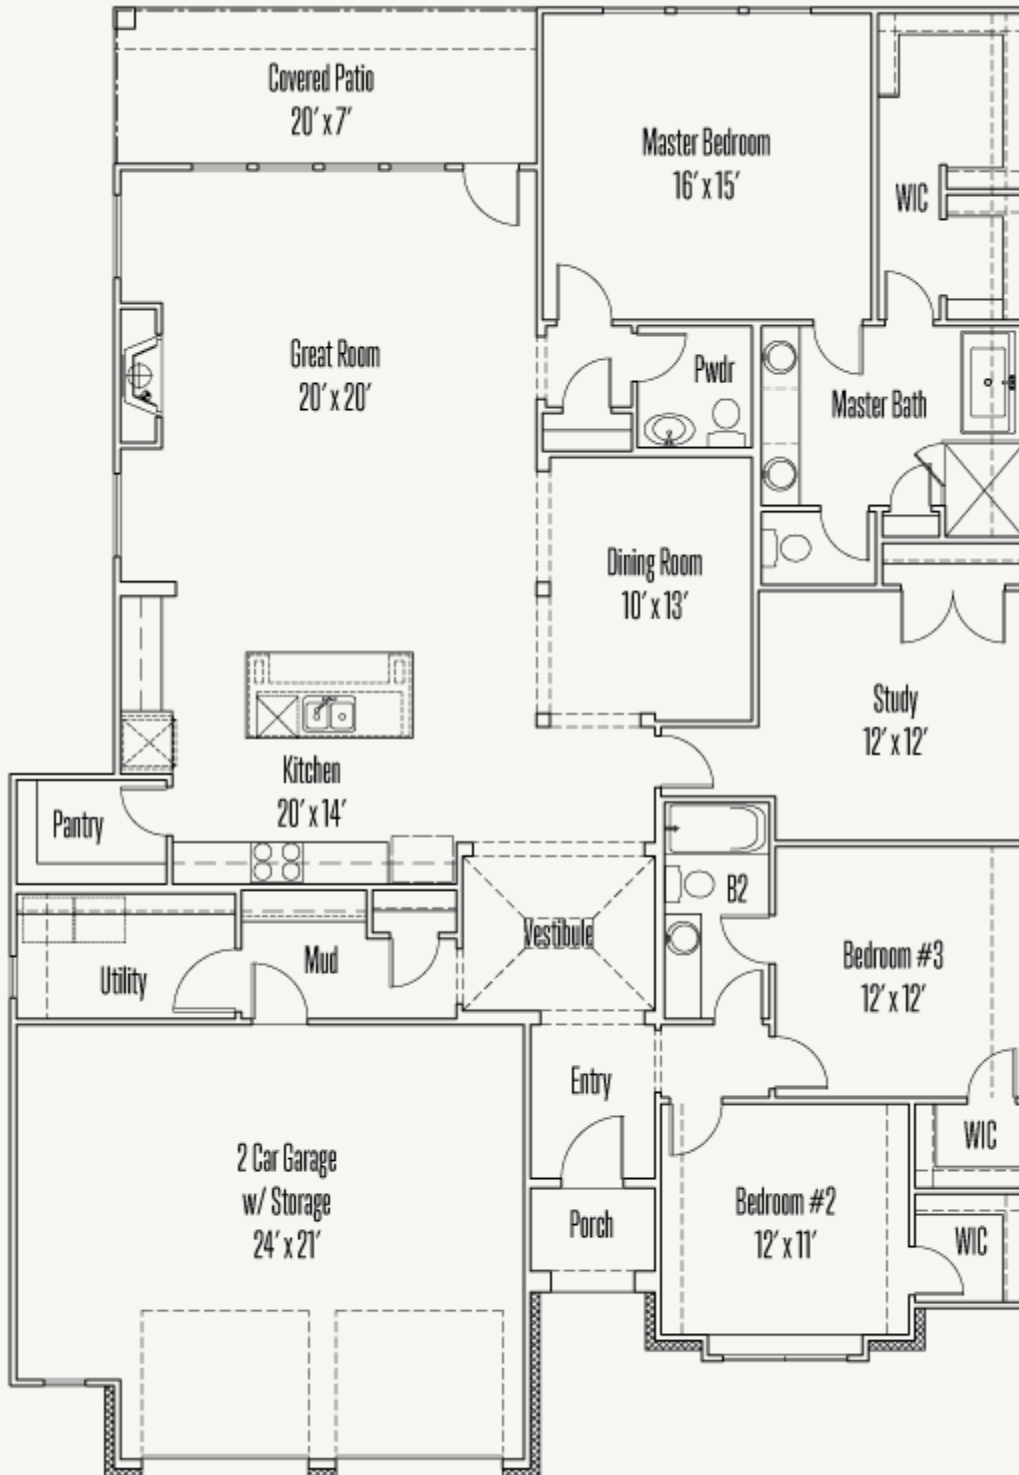 Covered Patio
20' x 7'
Master Bedroom
16' x 15'
WIC
Great Room
20' x 20'
Pwdr
Master Bath
Dining Room
10' x 13'
Study
12' x 12'
Kitchen
20' x 14'
Pantry
B2
Vestibule
Utility
Mud
Bedroom #3
12' x 12'
Entry
WIC
2 Car Garage
w/ Storage
24' x 21'
Porch
Bedroom #2
12' x 11'
WIC